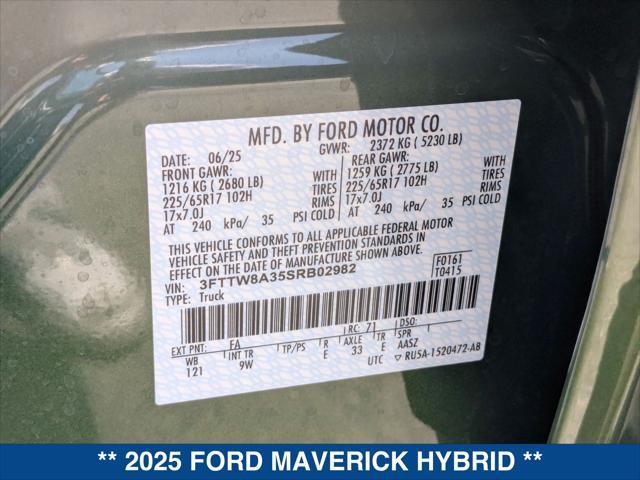 MFD. BY FORD MOTOR CO.
DATE: 06/25 GVWR: 2372 KG ( 5230 LB)
FRONT GAWR: REAR GAWR:
1216 KG ( 2680 LB) WITH 1259 KG ( 2775 LB) WITH
225/65R17 102H TIRES 225/65R17 102H TIRES
17x7.0J RIMS 17x7.0J RIMS
AT 240 kPa/ 35 PSI COLD AT 240 kPa/ 35 PSI COLD
THIS VEHICLE CONFORMS TO ALL APPLICABLE FEDERAL MOTOR
VEHICLE SAFETY AND THEFT PREVENTION STANDARDS IN
EFFECT ON THE DATE OF MANUFACTURE SHOWN ABOVE.
VIN: 3FTTW8A35SRB02982 F0161
TYPE: Truck T0415
EXT PNT: FA RC: 71 DSO:
WB INT TR TP/PS R AXLE TR SPR
121 9W E 33 E AASZ
UTC ▽ RU5A-1520472-AB
** 2025 FORD MAVERICK HYBRID **